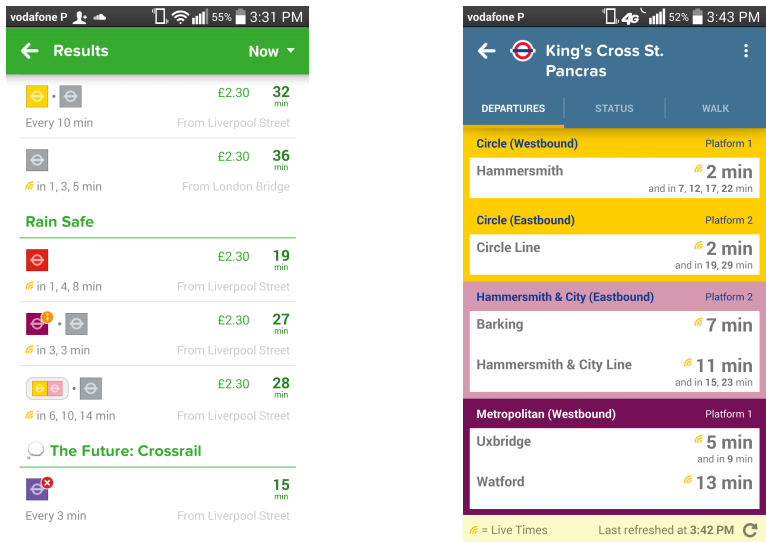 vodafone P 55% 3:31 PM
Results Now
£2.30 32 min
Every 10 min From Liverpool Street
£2.30 36 min
in 1, 3, 5 min From London Bridge
Rain Safe
£2.30 19 min
in 1, 4, 8 min From Liverpool Street
£2.30 27 min
in 3, 3 min From Liverpool Street
£2.30 28 min
in 6, 10, 14 min From Liverpool Street
The Future: Crossrail
15 min
Every 3 min From Liverpool Street
vodafone P 4G 52% 3:43 PM
King's Cross St.
Pancras
DEPARTURES STATUS WALK
Circle (Westbound) Platform 1
Hammersmith 2 min
and in 7, 12, 17, 22 min
Circle (Eastbound) Platform 2
Circle Line 2 min
and in 19, 29 min
Hammersmith & City (Eastbound) Platform 2
Barking 7 min
Hammersmith & City Line 11 min
and in 15, 23 min
Metropolitan (Westbound) Platform 1
Uxbridge 5 min
and in 9 min
Watford 13 min
= Live Times Last refreshed at 3:42 PM